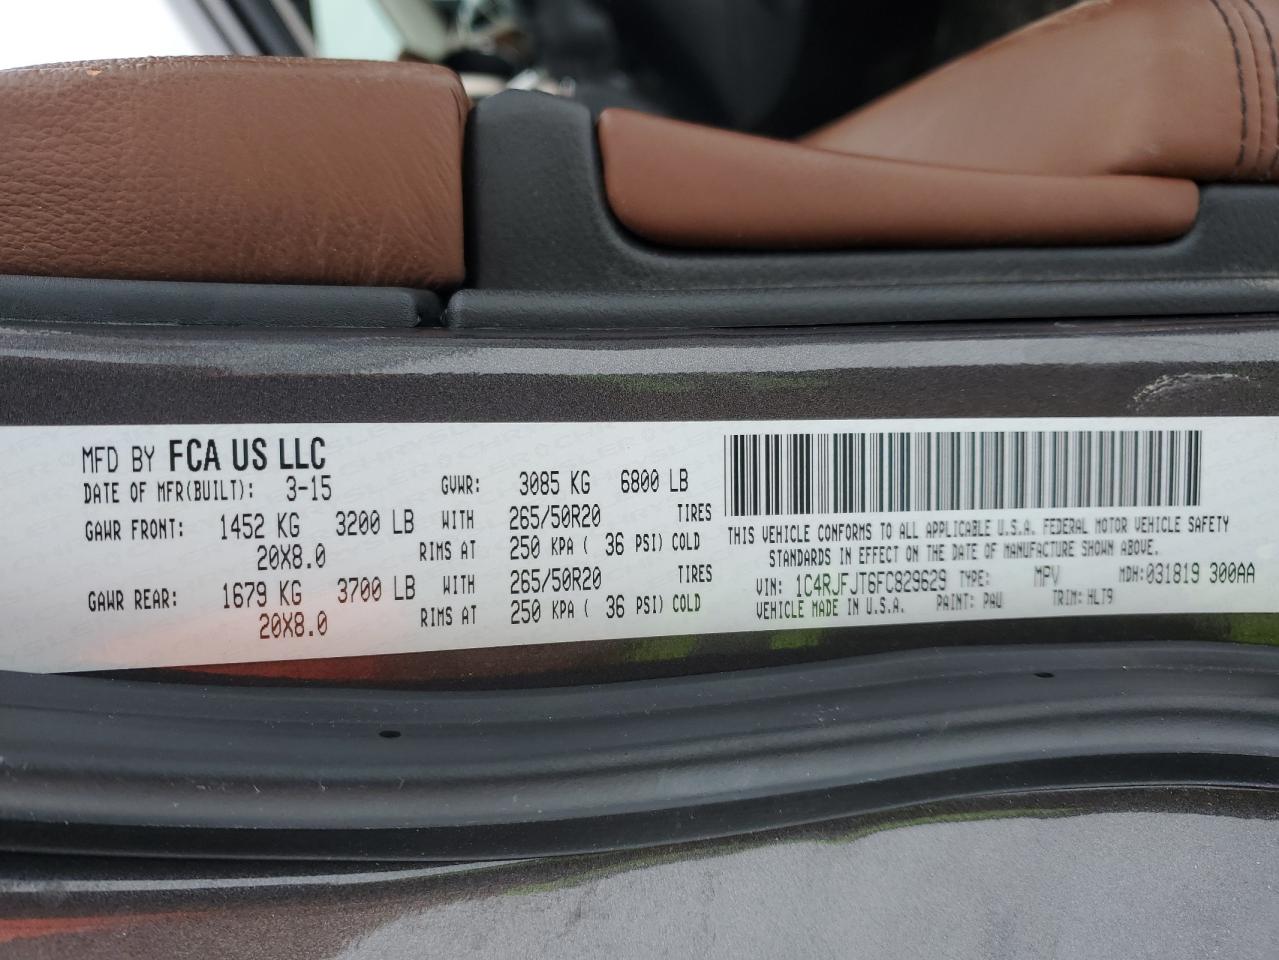 MFD BY FCA US LLC
DATE OF MFR(BUILT): 3-15 GVWR: 3085 KG 6800 LB
GAWR FRONT: 1452 KG 3200 LB WITH 265/50R20 TIRES
20X8.0 RIMS AT 250 KPA ( 36 PSI) COLD
GAWR REAR: 1679 KG 3700 LB WITH 265/50R20 TIRES
20X8.0 RIMS AT 250 KPA ( 36 PSI) COLD
THIS VEHICLE CONFORMS TO ALL APPLICABLE U.S.A. FEDERAL MOTOR VEHICLE SAFETY
STANDARDS IN EFFECT ON THE DATE OF MANUFACTURE SHOWN ABOVE.
VIN: 1C4RJFJT6FC829629 TYPE: MPV MDH:031819 300AA
VEHICLE MADE IN U.S.A. PAINT: PAU TRIM: HLT9